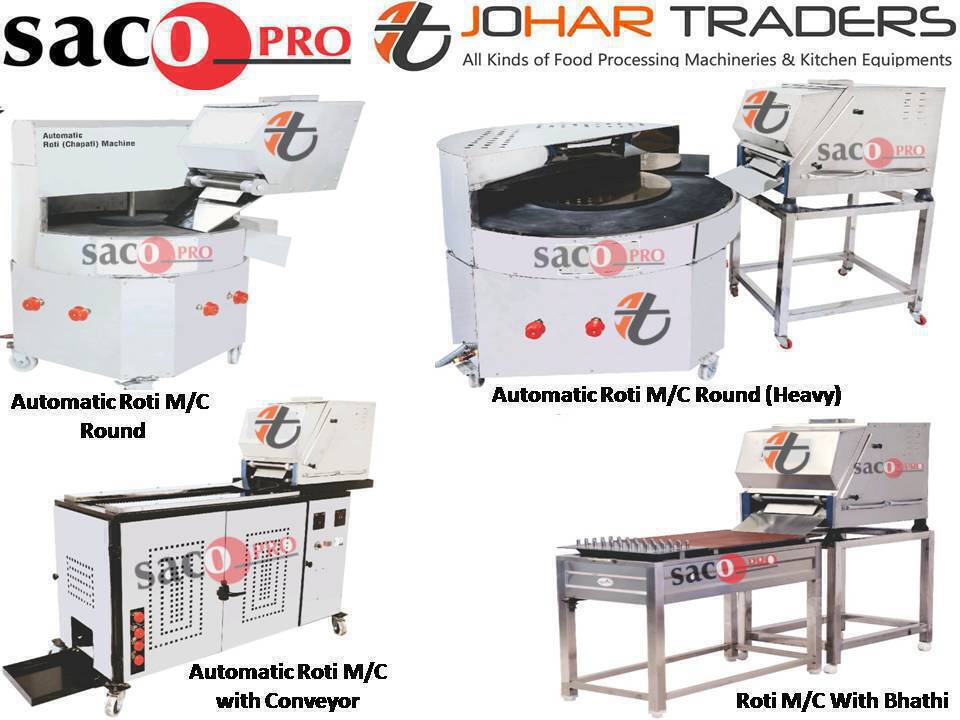 saco PRO
JOHAR TRADERS
All Kinds of Food Processing Machineries & Kitchen Equipments
Automatic
Roti (Chapati) Machine
saco PRO
saco PRO
saco PRO
Automatic Roti M/C
Round
Automatic Roti M/C Round (Heavy)
saco PRO
saco PRO
saco PRO
Automatic Roti M/C
with Conveyor
Roti M/C With Bhathi